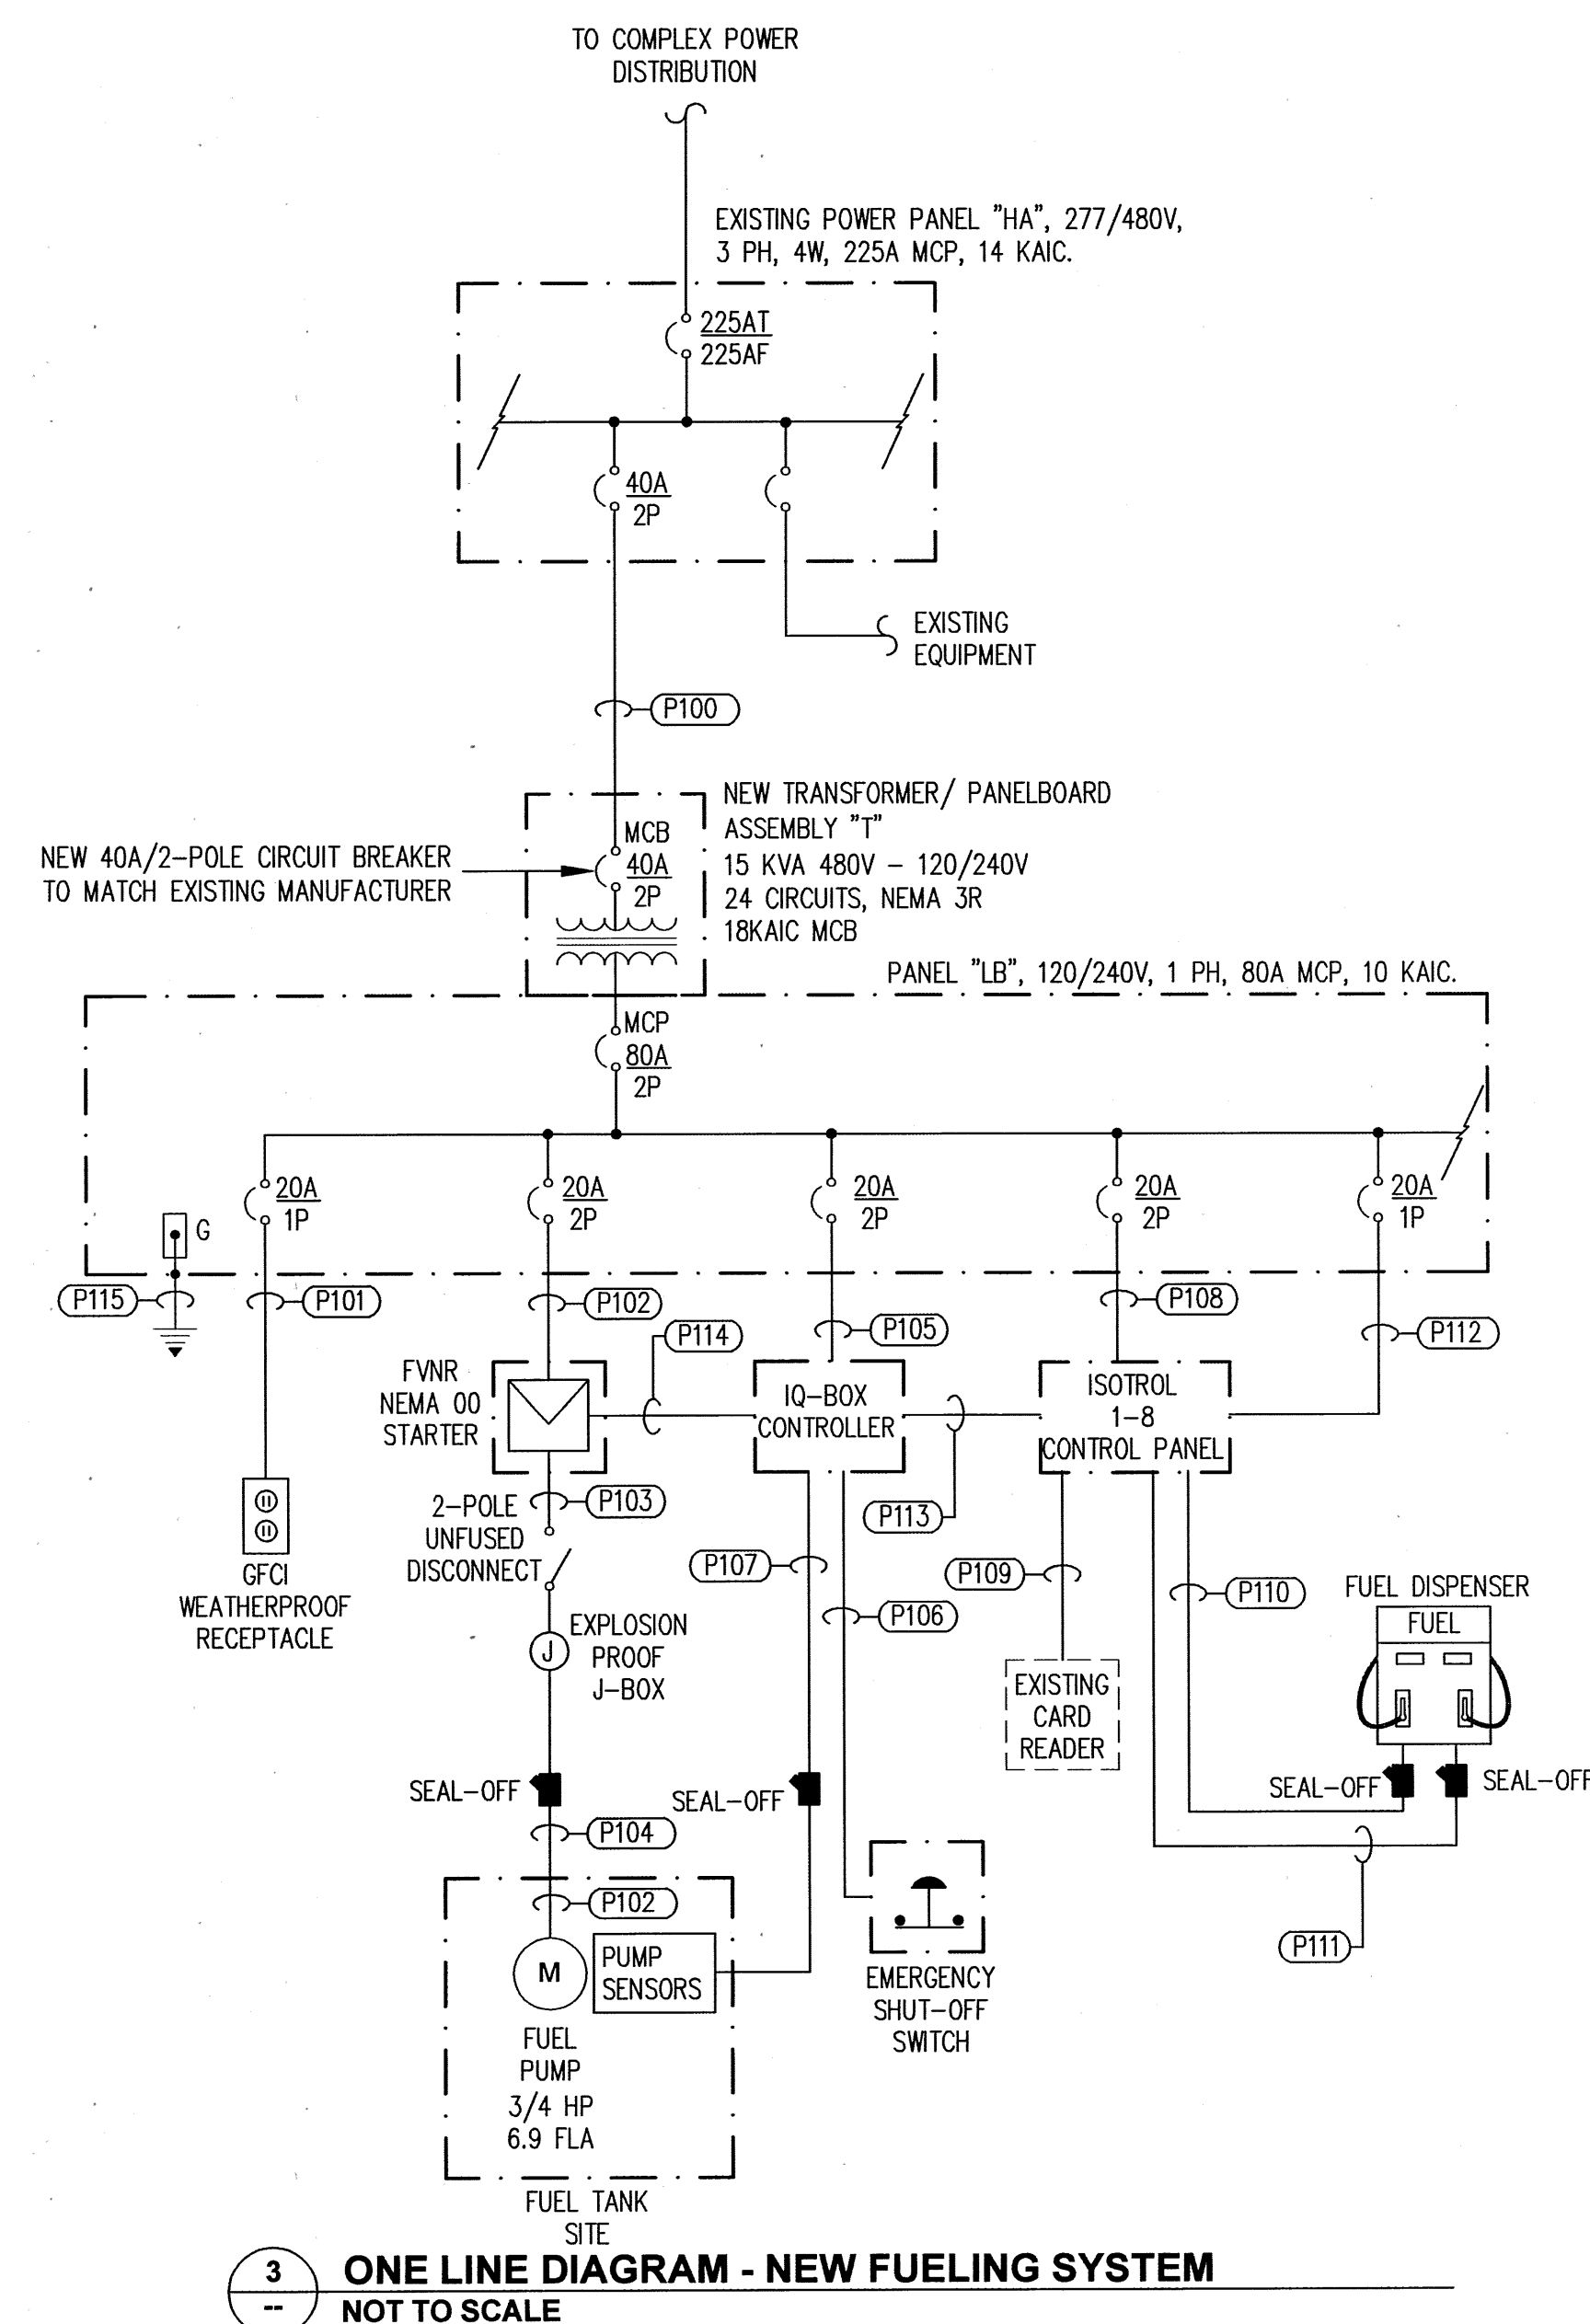 TO COMPLEX POWER
DISTRIBUTION
EXISTING POWER PANEL "HA", 277/480V,
3 PH, 4W, 225A MCP, 14 KAIC.
225AT
225AF
40A
2P
EXISTING
EQUIPMENT
P100
NEW TRANSFORMER/ PANELBOARD
ASSEMBLY "T"
15 KVA 480V - 120/240V
24 CIRCUITS, NEMA 3R
18KAIC MCB
MCB
40A
2P
NEW 40A/2-POLE CIRCUIT BREAKER
TO MATCH EXISTING MANUFACTURER
PANEL "LB", 120/240V, 1 PH, 80A MCP, 10 KAIC.
MCP
80A
2P
20A
1P
20A
2P
20A
2P
20A
2P
20A
1P
G
P115
P101
P102
P114
P105
P108
P112
FVNR
NEMA 00
STARTER
IQ-BOX
CONTROLLER
ISOTROL
1-8
CONTROL PANEL
2-POLE
UNFUSED
DISCONNECT
P103
P113
P107
P109
P110
P106
GFCI
WEATHERPROOF
RECEPTACLE
EXPLOSION
PROOF
J-BOX
J
FUEL DISPENSER
FUEL
EXISTING
CARD
READER
SEAL-OFF
SEAL-OFF
SEAL-OFF
SEAL-OFF
P104
P102
P111
M
PUMP
SENSORS
EMERGENCY
SHUT-OFF
SWITCH
FUEL
PUMP
3/4 HP
6.9 FLA
FUEL TANK
SITE
3
--
ONE LINE DIAGRAM - NEW FUELING SYSTEM
NOT TO SCALE